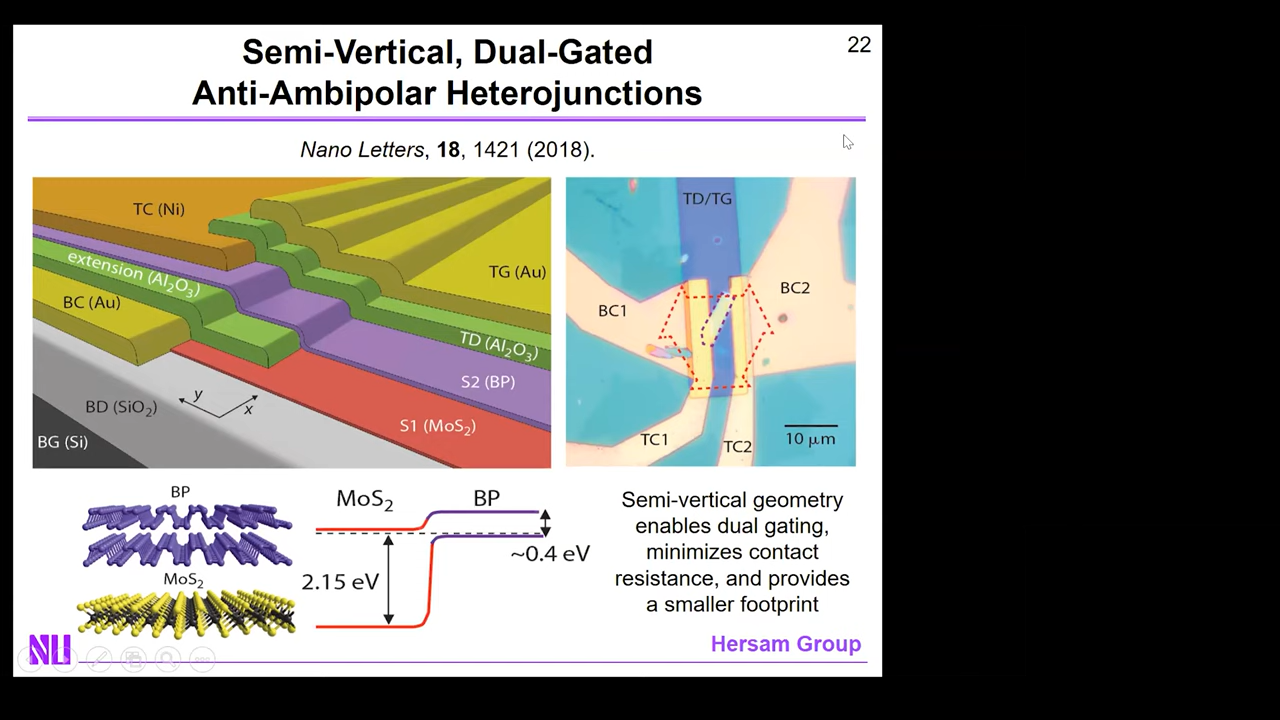 22
Semi-Vertical, Dual-Gated
Anti-Ambipolar Heterojunctions
Nano Letters, 18, 1421 (2018).
TC (Ni)
extension (Al₂O₃)
BC (Au)
TG (Au)
TD (Al₂O₃)
S2 (BP)
S1 (MoS₂)
y
x
BD (SiO₂)
BG (Si)
TD/TG
BC1
BC2
TC1
TC2
10 μm
BP
MoS₂
MoS₂
BP
~0.4 eV
2.15 eV
Semi-vertical geometry
enables dual gating,
minimizes contact
resistance, and provides
a smaller footprint
Hersam Group
NU